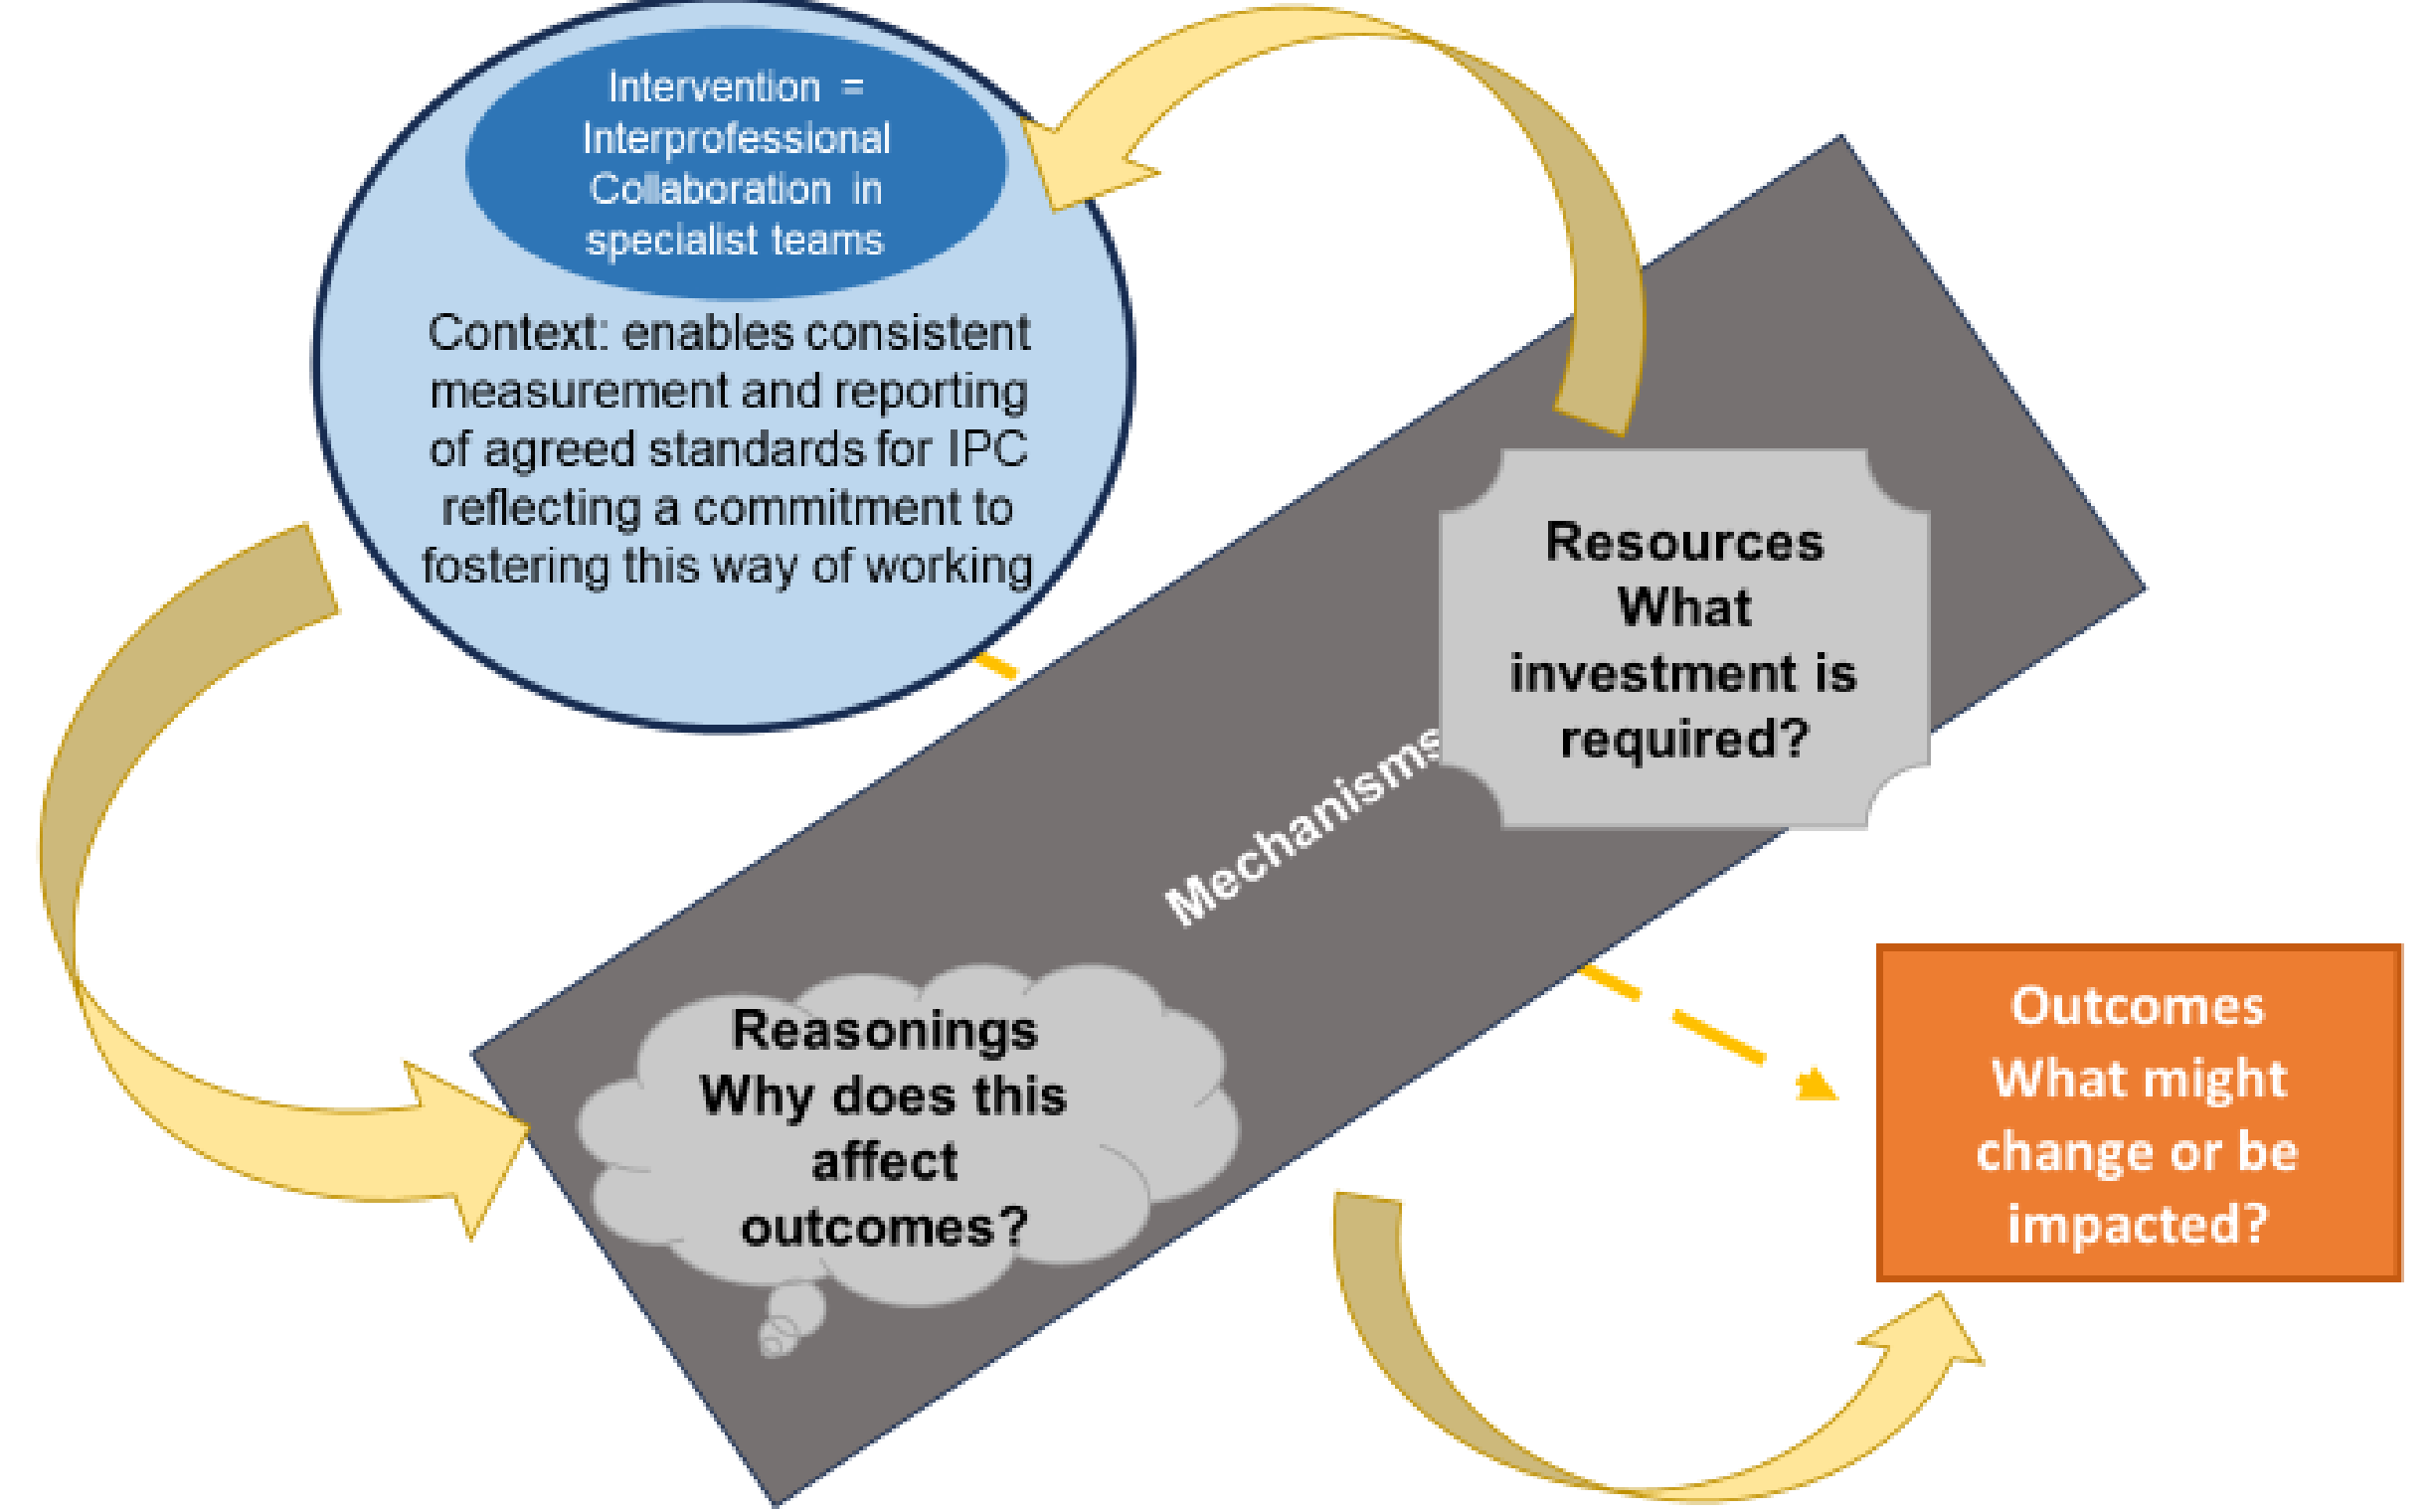 Intervention =
Interprofessional
Collaboration in
specialist teams
Context: enables consistent
measurement and reporting
of agreed standards for IPC
reflecting a commitment to
fostering this way of working
Resources
What
investment is
required?
Mechanisms
Reasonings
Why does this
affect
outcomes?
Outcomes
What might
change or be
impacted?